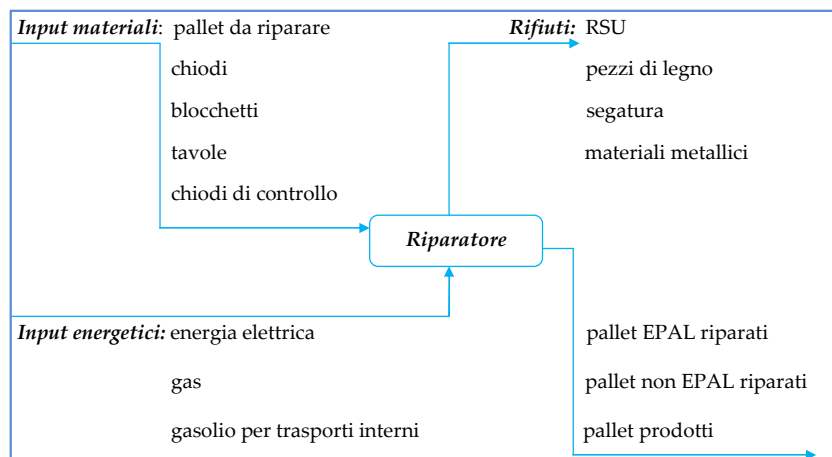 Input materiali: pallet da riparare
chiodi
blocchetti
tavole
chiodi di controllo
Rifiuti: RSU
pezzi di legno
segatura
materiali metallici
Riparatore
Input energetici: energia elettrica
gas
gasolio per trasporti interni
pallet EPAL riparati
pallet non EPAL riparati
pallet prodotti